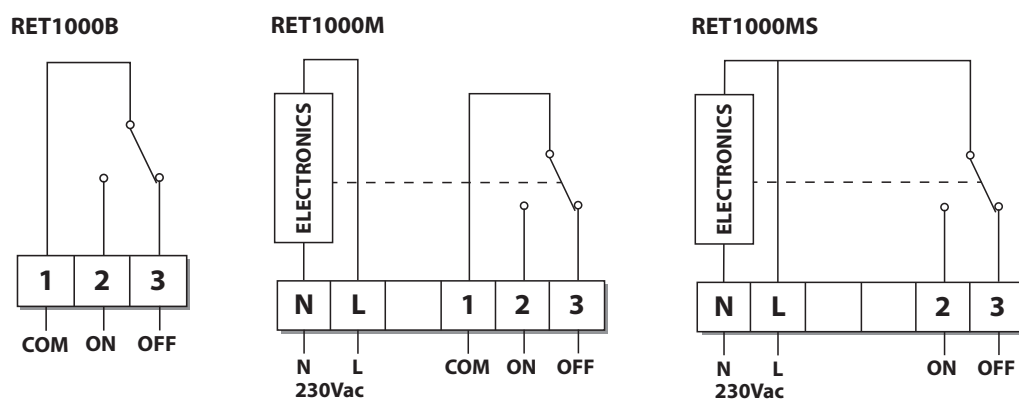 RET1000B
1 2 3
COM ON OFF
RET1000M
ELECTRONICS
N L 1 2 3
N L COM ON OFF
230Vac
RET1000MS
ELECTRONICS
N L 2 3
N L ON OFF
230Vac